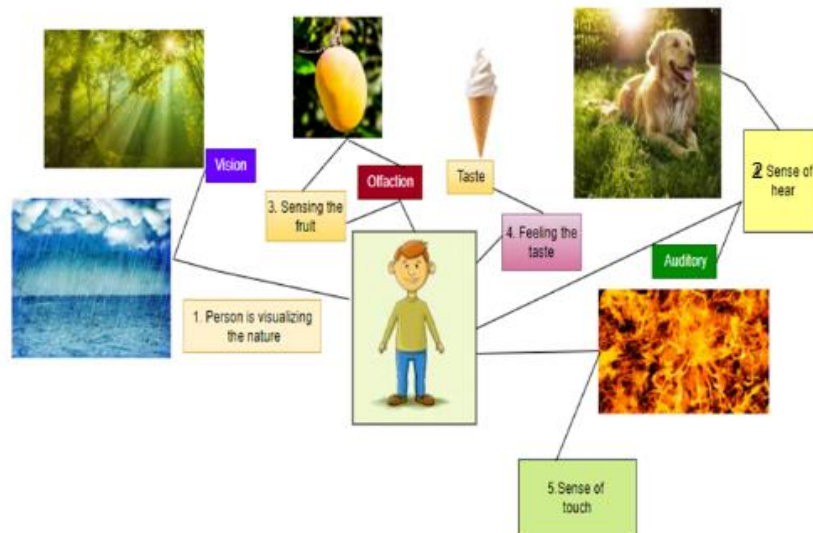 Vision
Olfaction
Taste
3. Sensing the
fruit
4. Feeling the
taste
2 Sense of
hear
Auditory
1. Person is visualizing
the nature
5.Sense of
touch